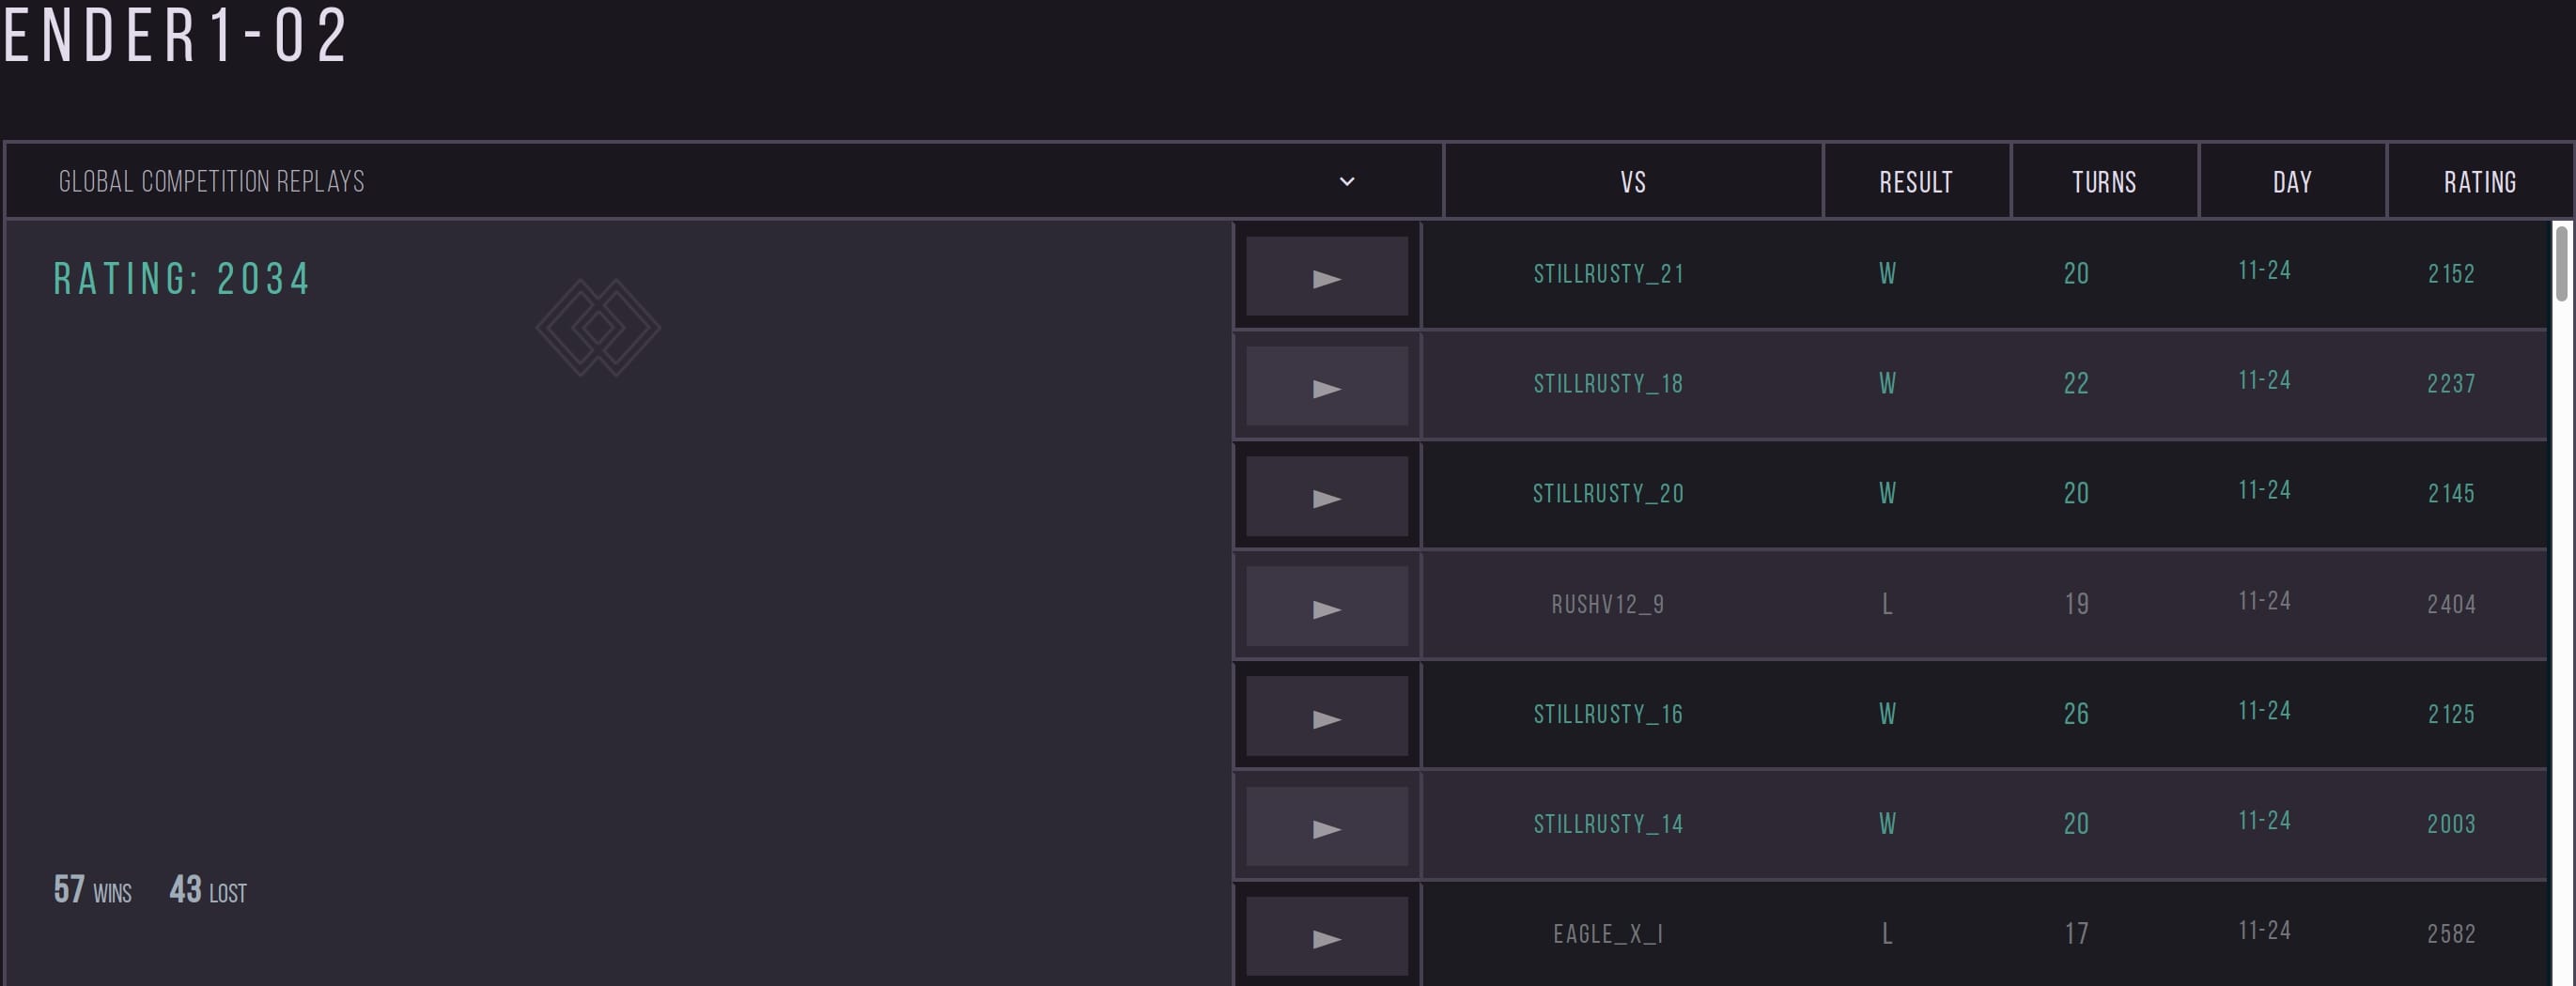 ENDER1-02
GLOBAL COMPETITION REPLAYS VS RESULT TURNS DAY RATING
RATING: 2034
STILLRUSTY_21 W 20 11-24 2152
STILLRUSTY_18 W 22 11-24 2237
STILLRUSTY_20 W 20 11-24 2145
RUSHV12_9 L 19 11-24 2404
STILLRUSTY_16 W 26 11-24 2125
STILLRUSTY_14 W 20 11-24 2003
57 WINS 43 LOST
EAGLE_X_I L 17 11-24 2582